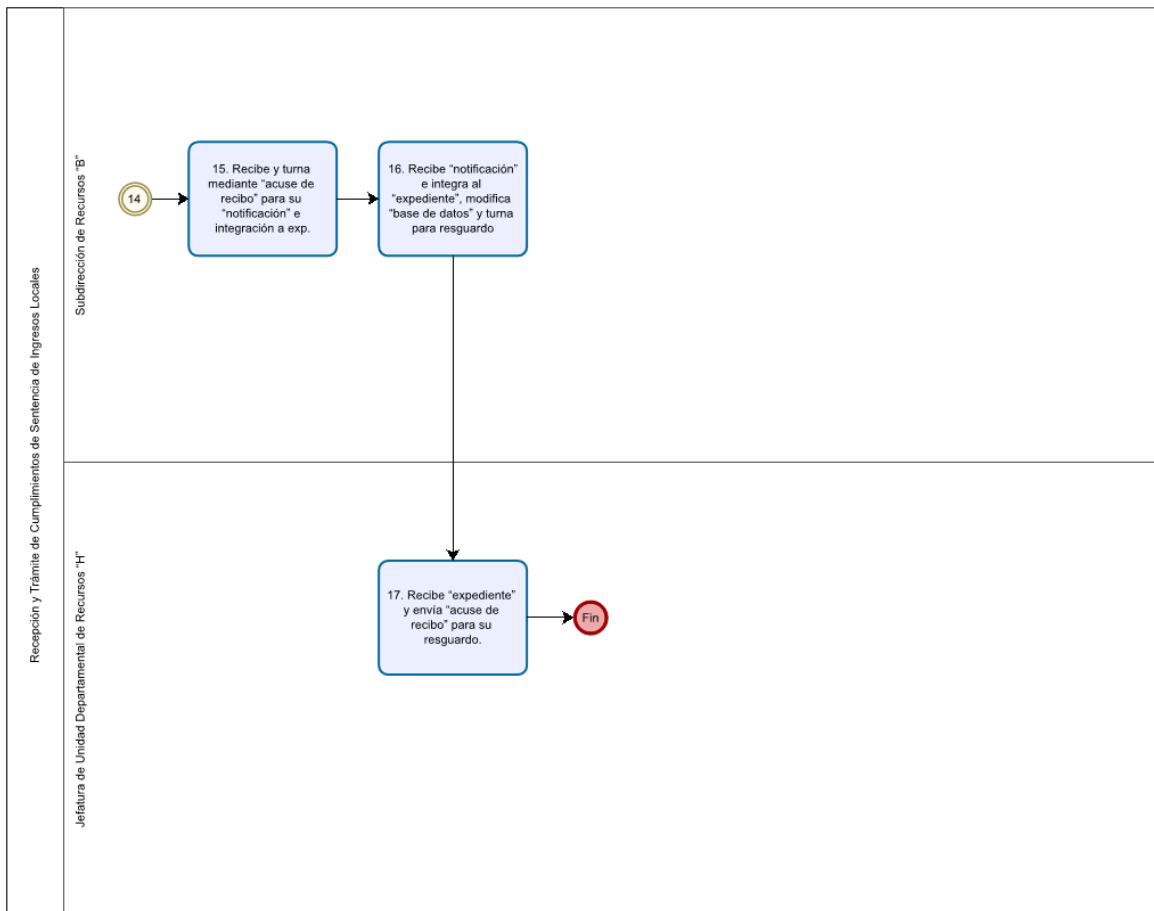 Recepción y Trámite de Cumplimientos de Sentencia de Ingresos Locales
Subdirección de Recursos “B”
14
15. Recibe y turna
mediante “acuse de
recibo” para su
“notificación” e
integración a exp.
16. Recibe “notificación”
e integra al
“expediente”, modifica
“base de datos” y turna
para resguardo
Jefatura de Unidad Departamental de Recursos “H”
17. Recibe “expediente”
y envía “acuse de
recibo” para su
resguardo.
Fin